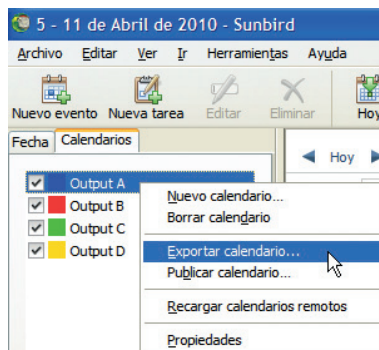 5 - 11 de Abril de 2010 - Sunbird
Archivo Editar Ver Ir Herramientas Ayuda
Nuevo evento Nueva tarea Editar Eliminar Hoy
Fecha Calendarios
Hoy
Output A
Output B
Output C
Output D
Nuevo calendario...
Borrar calendario
Exportar calendario...
Publicar calendario...
Recargar calendarios remotos
Propiedades